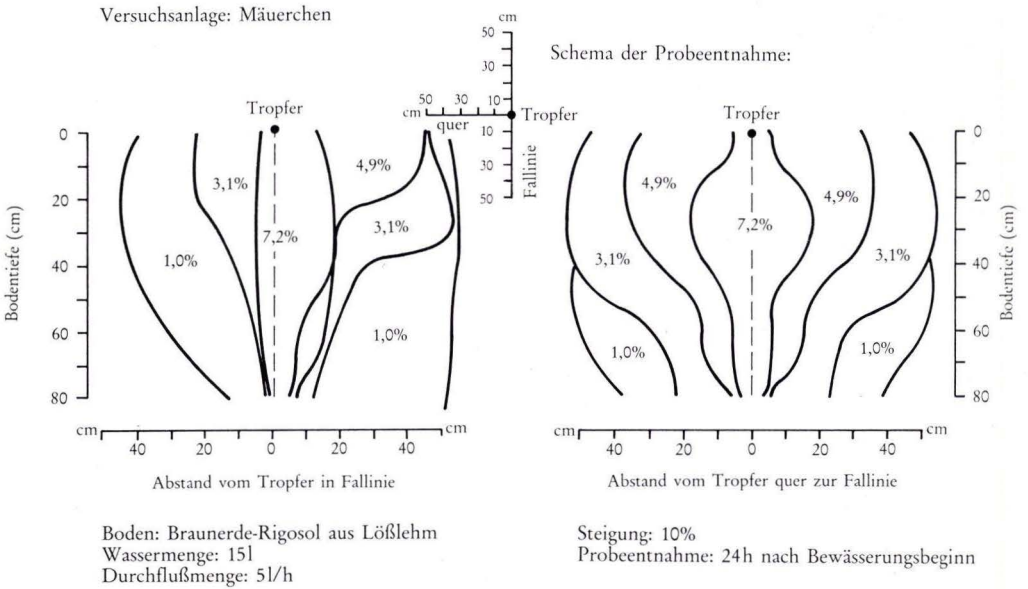 Versuchsanlage: Mäuerchen
Schema der Probeentnahme:
cm
50
30
10
50 30 10
cm
quer
Tropfer
10
30
50
Fallinie
Tropfer
0
20
40
60
80
Bodentiefe (cm)
3,1%
4,9%
7,2%
3,1%
1,0%
1,0%
cm
40 20 0 20 40
cm
Abstand vom Tropfer in Fallinie
Tropfer
4,9%
7,2%
4,9%
3,1%
3,1%
1,0%
1,0%
0
20
40
60
80
Bodentiefe (cm)
cm
40 20 0 20 40
cm
Abstand vom Tropfer quer zur Fallinie
Boden: Braunerde-Rigosol aus Lößlehm
Wassermenge: 15l
Durchflußmenge: 5l/h
Steigung: 10%
Probeentnahme: 24h nach Bewässerungsbeginn